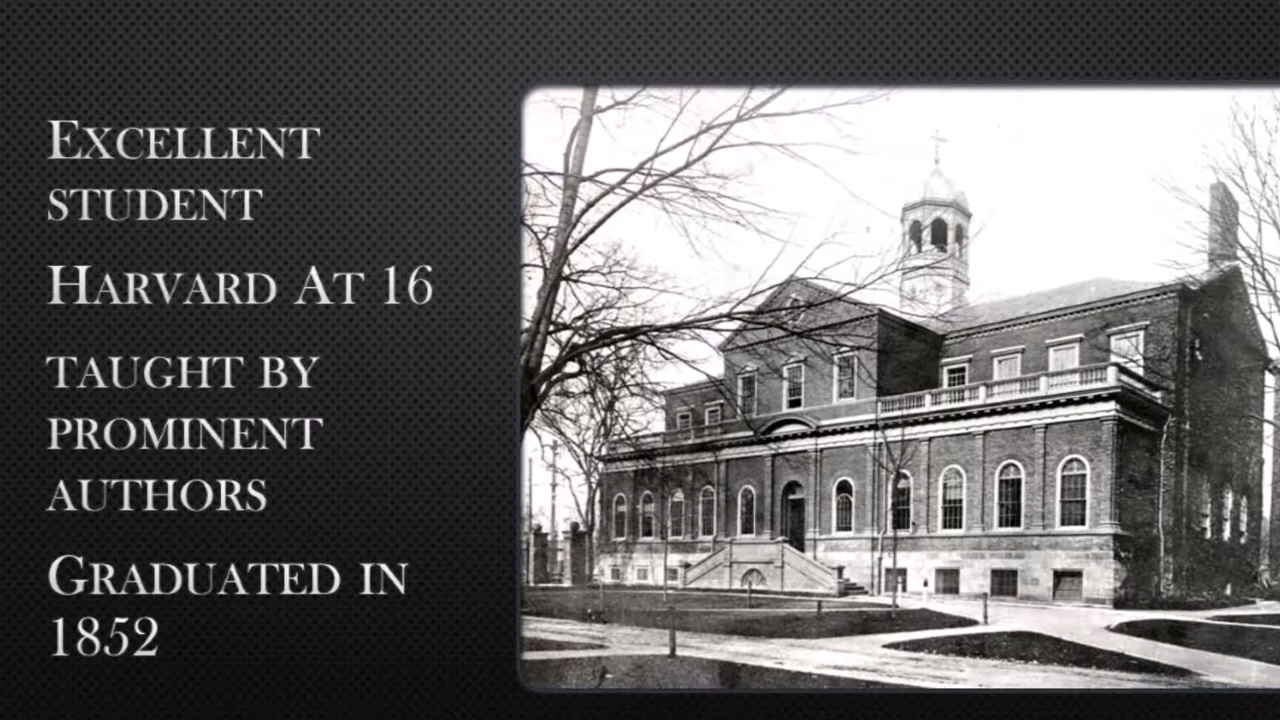 Excellent
student
Harvard At 16
taught by
prominent
authors
Graduated in
1852